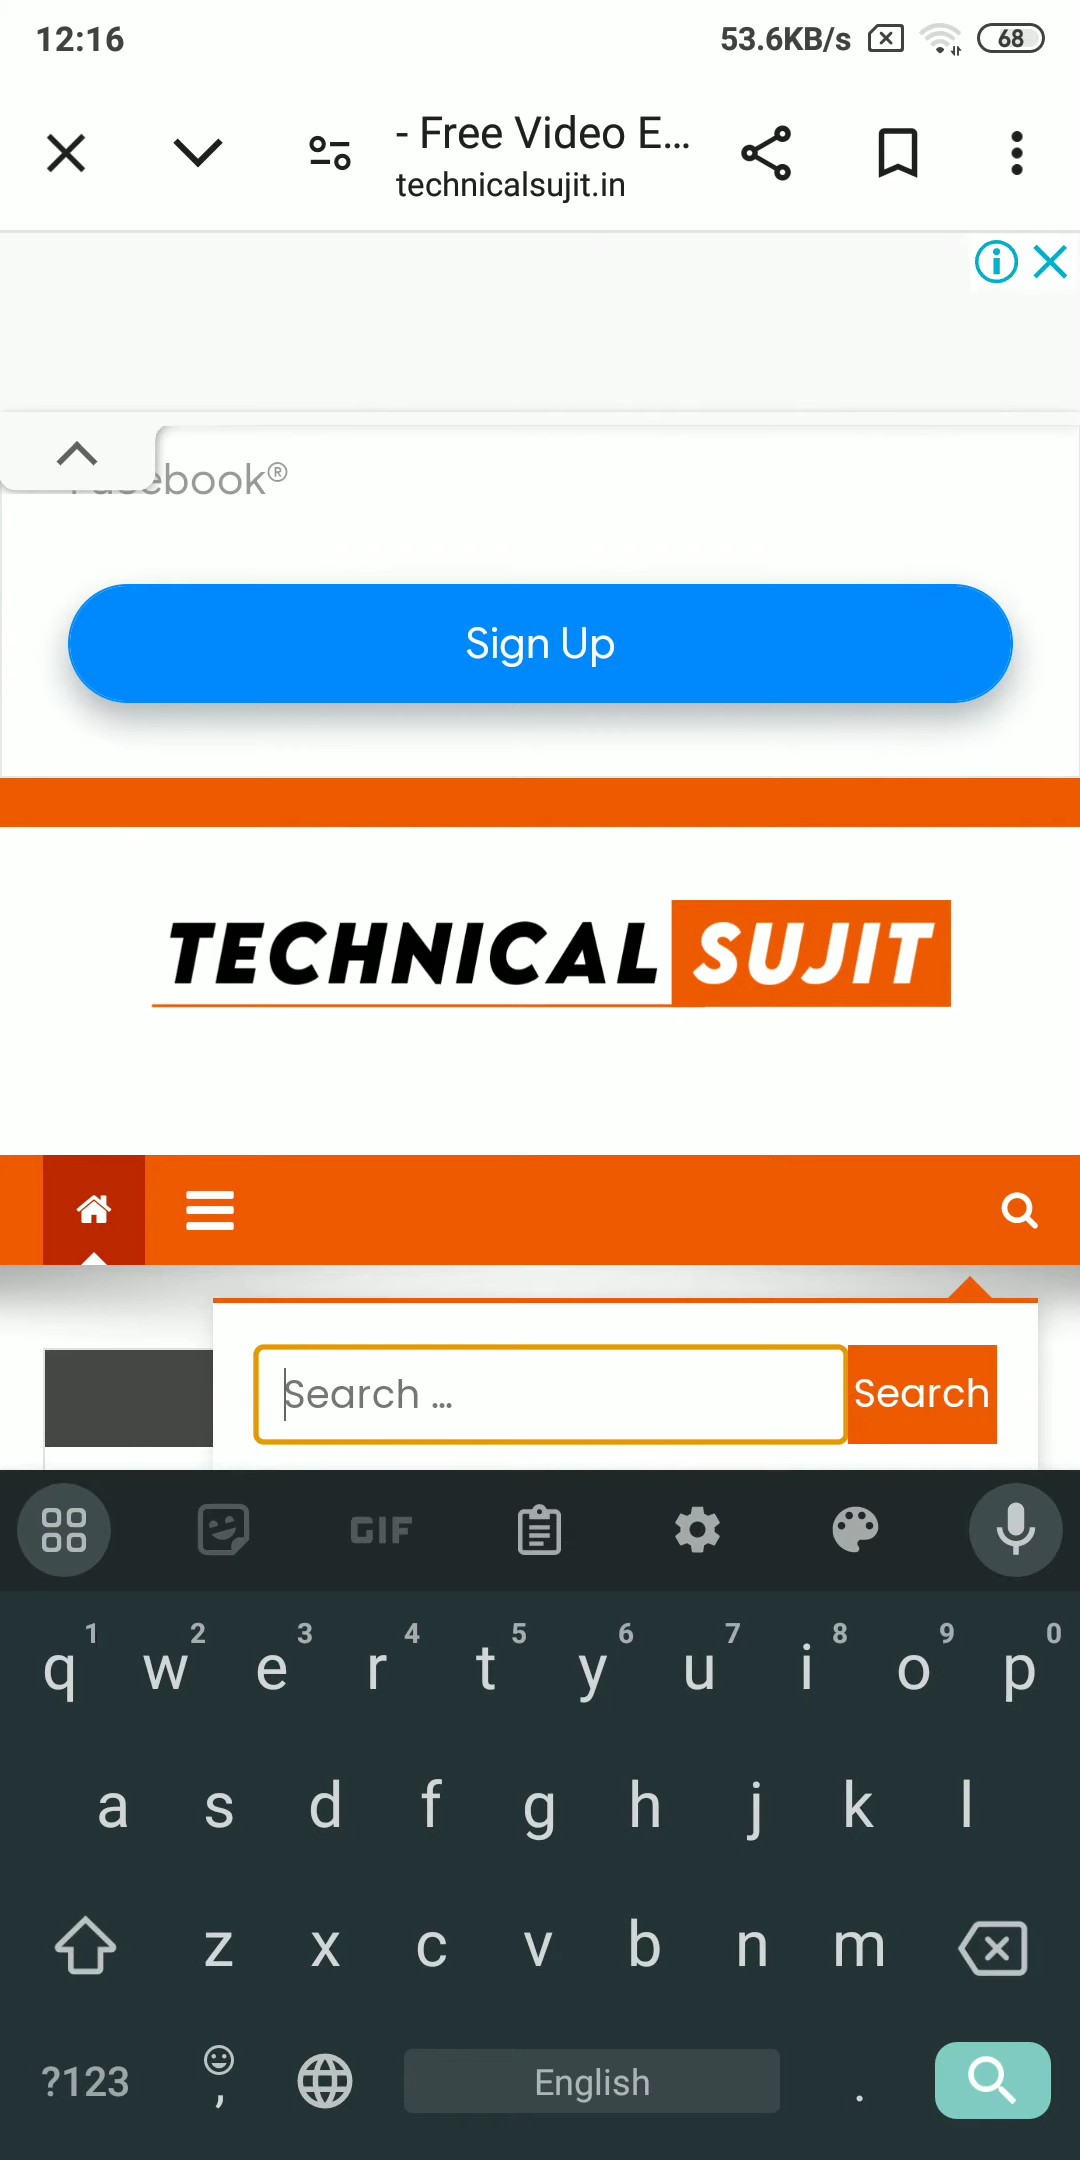 12:16
53.6KB/s
68
- Free Video E...
technicalsujit.in
Sign Up
TECHNICAL SUJIT
Search ...
Search
GIF
q 1 w 2 e 3 r 4 t 5 y 6 u 7 i 8 o 9 p 0
a s d f g h j k l
z x c v b n m
?123 , English .